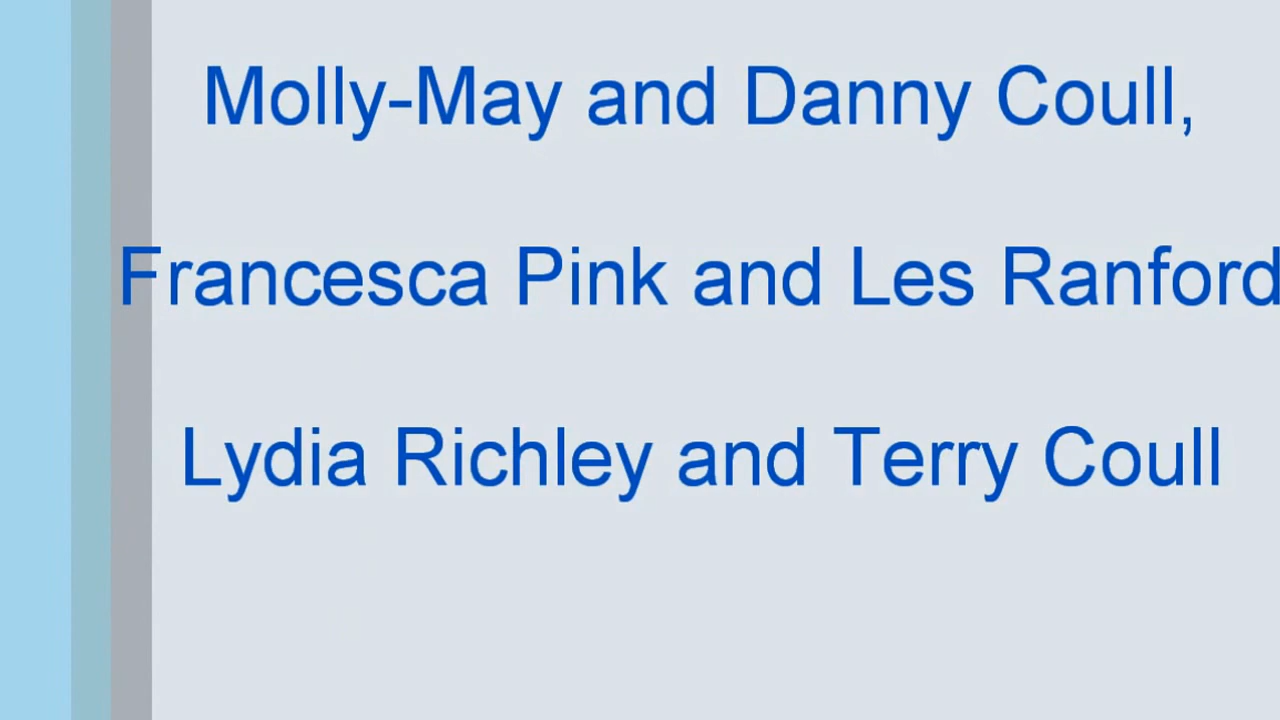 Molly-May and Danny Coull,
Francesca Pink and Les Ranford
Lydia Richley and Terry Coull